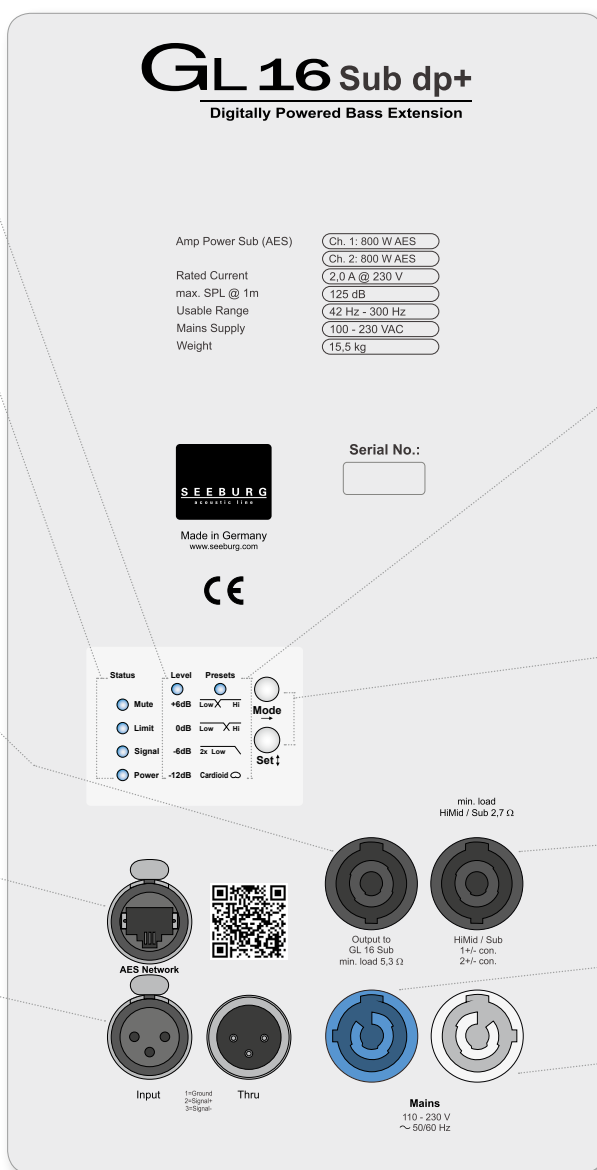 GL 16 Sub dp+
Digitally Powered Bass Extension
Amp Power Sub (AES) Ch. 1: 800 W AES
Ch. 2: 800 W AES
Rated Current 2,0 A @ 230 V
max. SPL @ 1m 125 dB
Usable Range 42 Hz - 300 Hz
Mains Supply 100 - 230 VAC
Weight 15,5 kg
SEEBURG
acoustic line
Serial No.:
Made in Germany
www.seeburg.com
CE
Status Level Presets
Mute +6dB Low Hi
Mode
→
Limit 0dB Low Hi
Signal -6dB 2x Low
Set↕
Power -12dB Cardioid
min. load
HiMid / Sub 2,7 Ω
Output to
GL 16 Sub
min. load 5,3 Ω
HiMid / Sub
1+/- con.
2+/- con.
AES Network
Input
1=Ground
2=Signal+
3=Signal-
Thru
Mains
110 - 230 V
~ 50/60 Hz